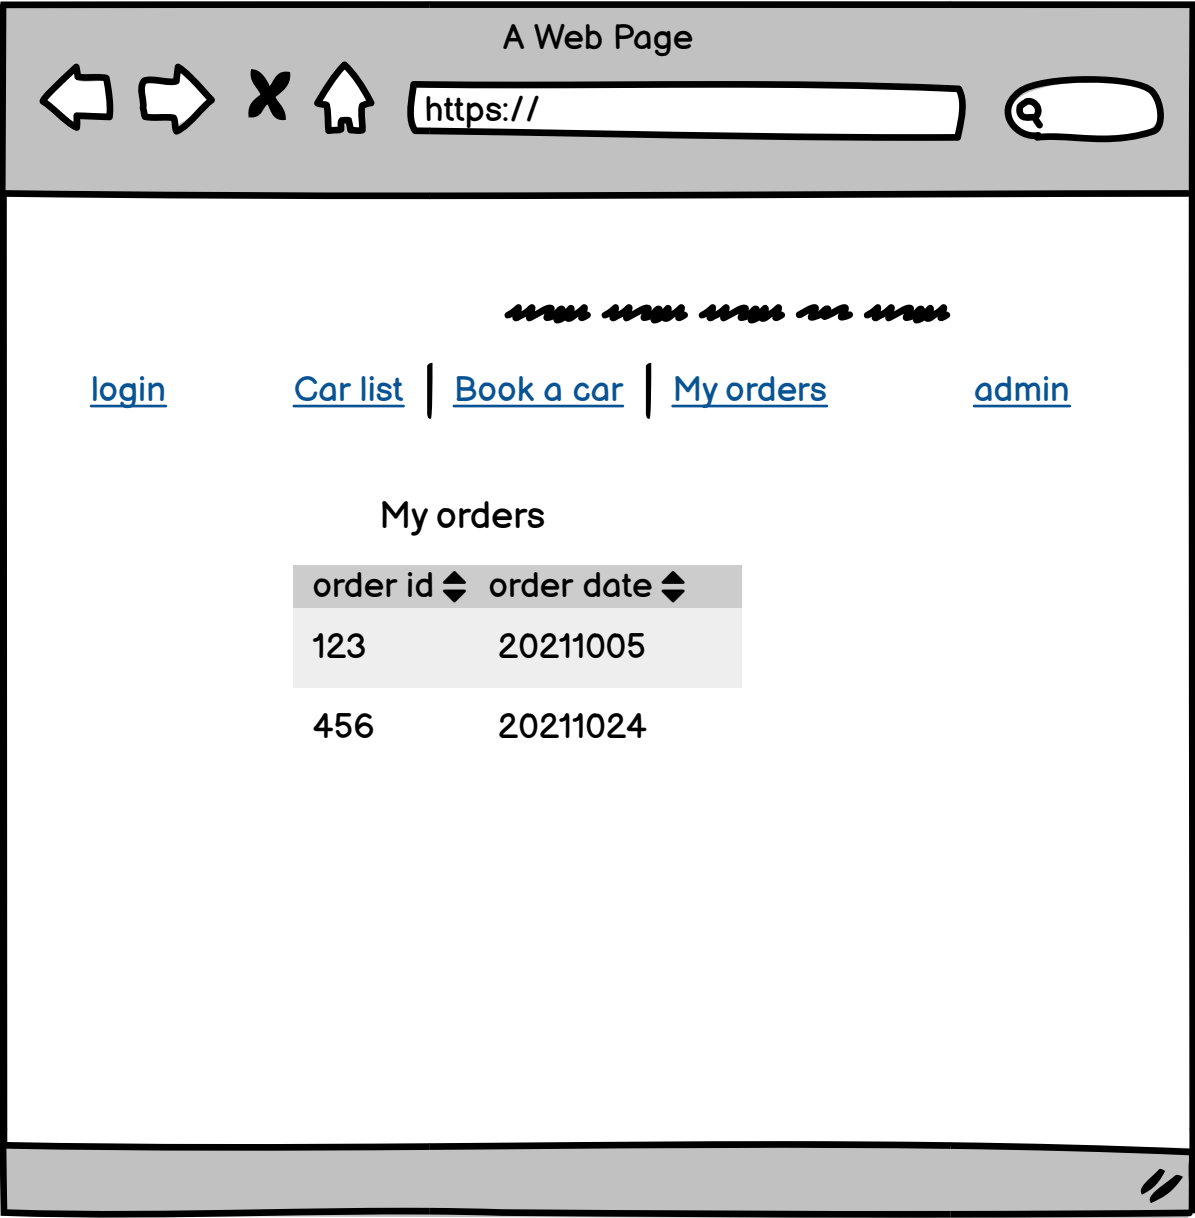 A Web Page
https://
login Car list Book a car My orders admin
My orders
order id order date
123 20211005
456 20211024